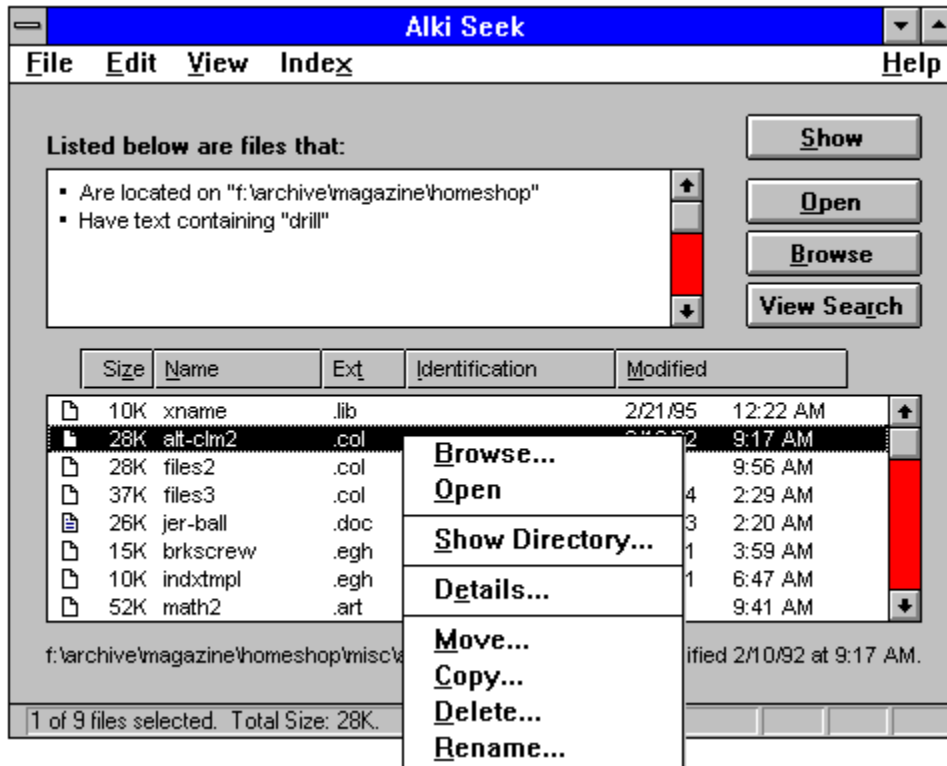 Alki Seek
File Edit View Index Help
Listed below are files that:
▪ Are located on "f:\archive\magazine\homeshop"
▪ Have text containing "drill"
Show
Open
Browse
View Search
Size Name Ext Identification Modified
10K xname .lib 2/21/95 12:22 AM
28K att-clm2 .col 9:17 AM
28K files2 .col 9:56 AM
37K files3 .col 4 2:29 AM
26K jer-ball .doc 3 2:20 AM
15K brkscrew .egh 1 3:59 AM
10K indxtmpl .egh 1 6:47 AM
52K math2 .art 9:41 AM
Browse...
Open
Show Directory...
Details...
Move...
Copy...
Delete...
Rename...
f:\archive\magazine\homeshop\misc\ ified 2/10/92 at 9:17 AM.
1 of 9 files selected. Total Size: 28K.